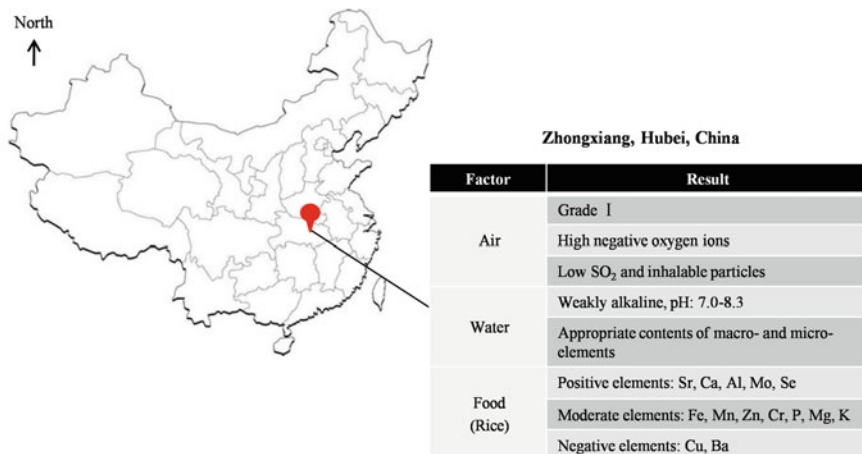 North
Zhongxiang, Hubei, China
Factor Result
Air
Grade Ⅰ
High negative oxygen ions
Low SO₂ and inhalable particles
Water
Weakly alkaline, pH: 7.0-8.3
Appropriate contents of macro- and micro-
elements
Food
(Rice)
Positive elements: Sr, Ca, Al, Mo, Se
Moderate elements: Fe, Mn, Zn, Cr, P, Mg, K
Negative elements: Cu, Ba